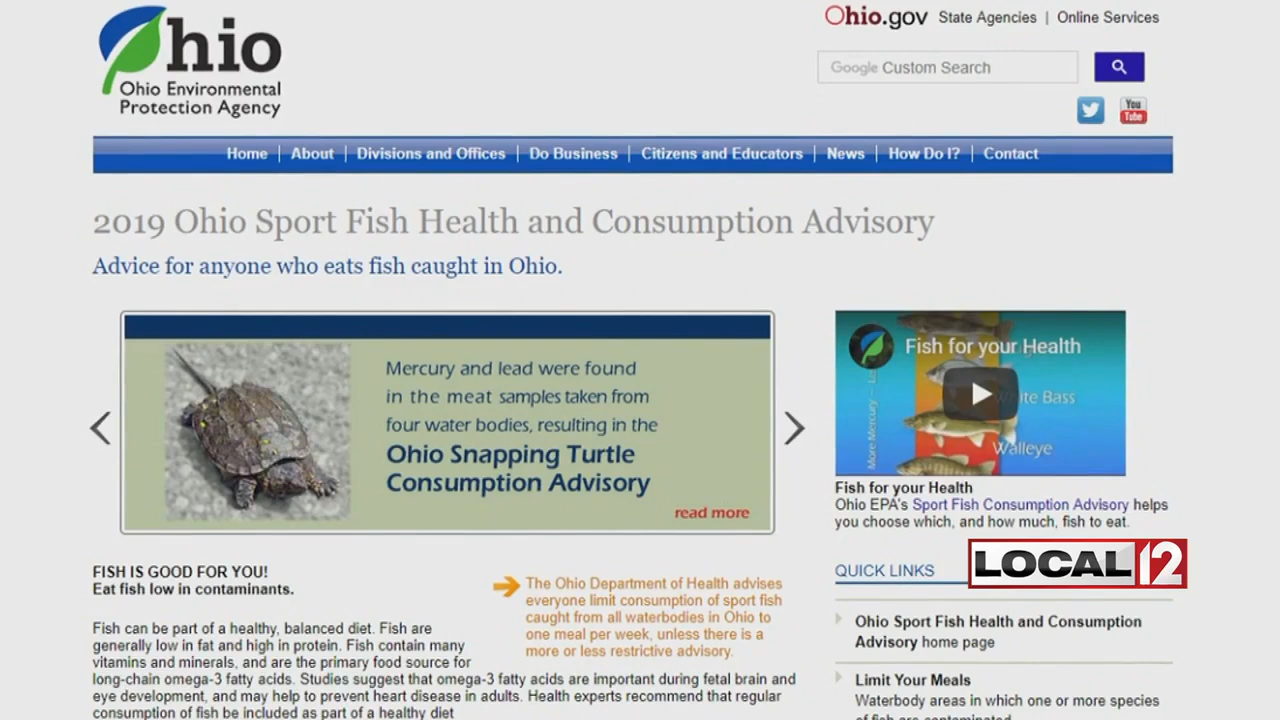 Ohio
Ohio Environmental
Protection Agency
Ohio.gov State Agencies | Online Services
Google Custom Search
You
Tube
Home | About | Divisions and Offices | Do Business | Citizens and Educators | News | How Do I? | Contact
2019 Ohio Sport Fish Health and Consumption Advisory
Advice for anyone who eats fish caught in Ohio.
Mercury and lead were found
in the meat samples taken from
four water bodies, resulting in the
Ohio Snapping Turtle
Consumption Advisory
read more
Fish for your Health
More Mercury
White Bass
Walleye
Fish for your Health
Ohio EPA's Sport Fish Consumption Advisory helps
you choose which, and how much, fish to eat.
LOCAL 12
FISH IS GOOD FOR YOU!
Eat fish low in contaminants.
The Ohio Department of Health advises
everyone limit consumption of sport fish
caught from all waterbodies in Ohio to
one meal per week, unless there is a
more or less restrictive advisory.
Fish can be part of a healthy, balanced diet. Fish are
generally low in fat and high in protein. Fish contain many
vitamins and minerals, and are the primary food source for
long-chain omega-3 fatty acids. Studies suggest that omega-3 fatty acids are important during fetal brain and
eye development, and may help to prevent heart disease in adults. Health experts recommend that regular
consumption of fish be included as part of a healthy diet
QUICK LINKS
Ohio Sport Fish Health and Consumption
Advisory home page
Limit Your Meals
Waterbody areas in which one or more species
of fish are contaminated